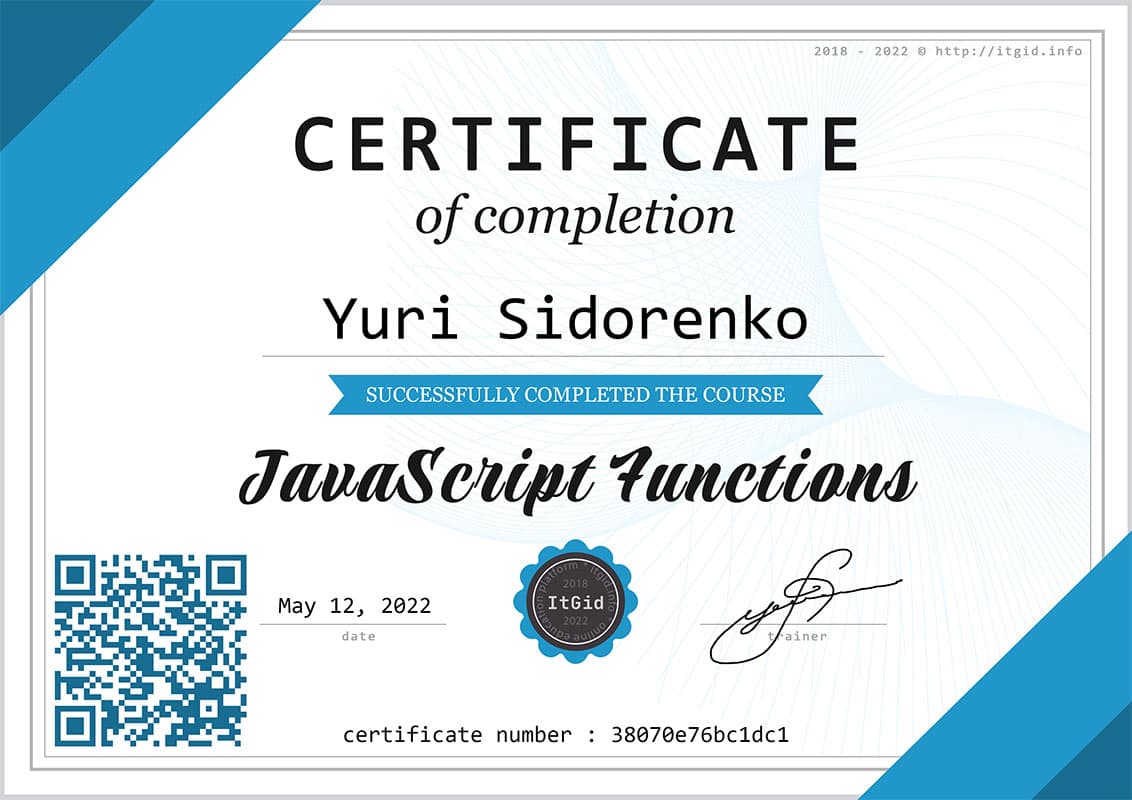 2018 - 2022 © http://itgid.info
CERTIFICATE
of completion
Yuri Sidorenko
SUCCESSFULLY COMPLETED THE COURSE
JavaScript Functions
May 12, 2022
date
platform * itgid.info * online education
2018
ItGid
2022
trainer
certificate number : 38070e76bc1dc1